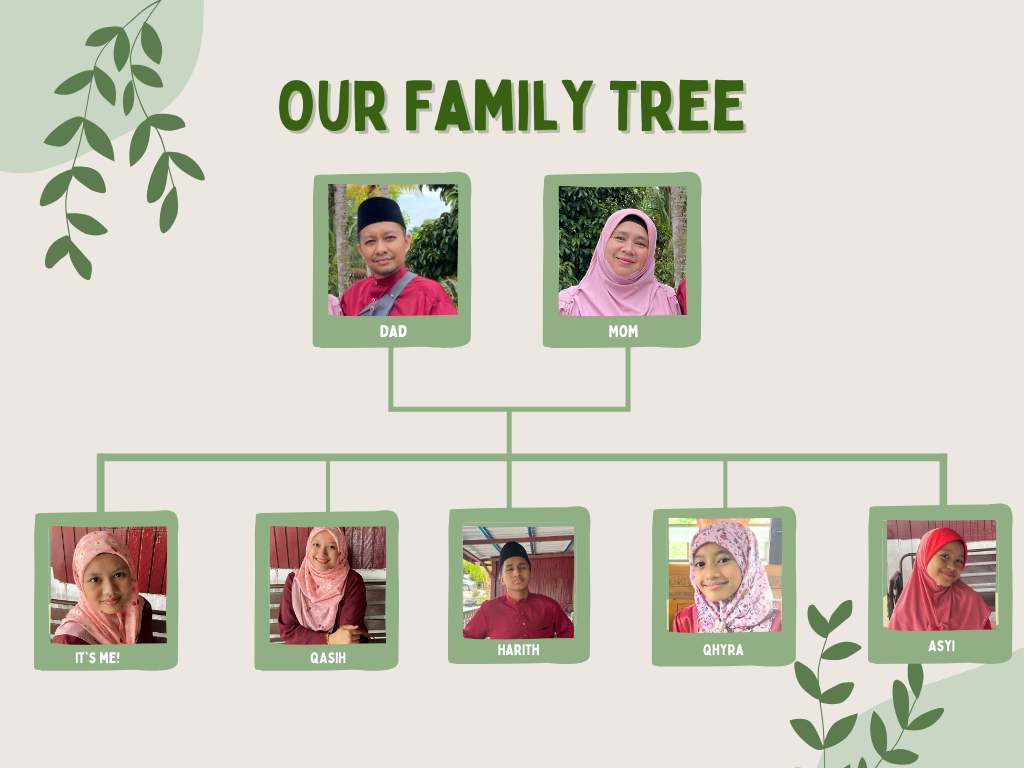 OUR FAMILY TREE
DAD
MOM
IT'S ME!
QASIH
HARITH
QHYRA
ASYI